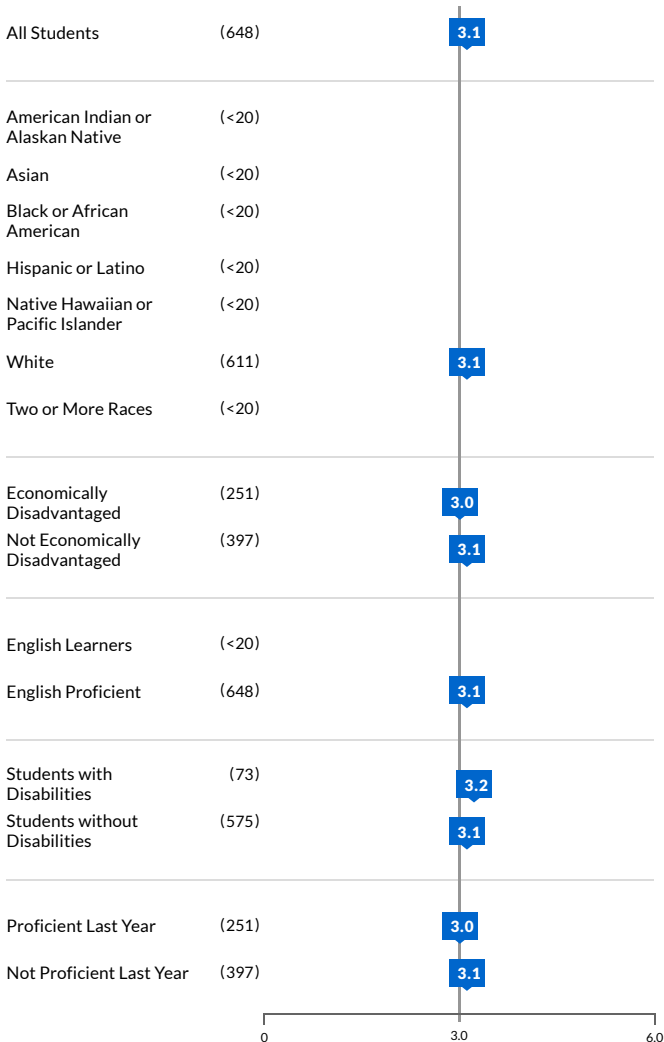 All Students (648) 3.1
American Indian or (<20)
Alaskan Native
Asian (<20)
Black or African (<20)
American
Hispanic or Latino (<20)
Native Hawaiian or (<20)
Pacific Islander
White (611) 3.1
Two or More Races (<20)
Economically (251) 3.0
Disadvantaged
Not Economically (397) 3.1
Disadvantaged
English Learners (<20)
English Proficient (648) 3.1
Students with (73) 3.2
Disabilities
Students without (575) 3.1
Disabilities
Proficient Last Year (251) 3.0
Not Proficient Last Year (397) 3.1
0 3.0 6.0